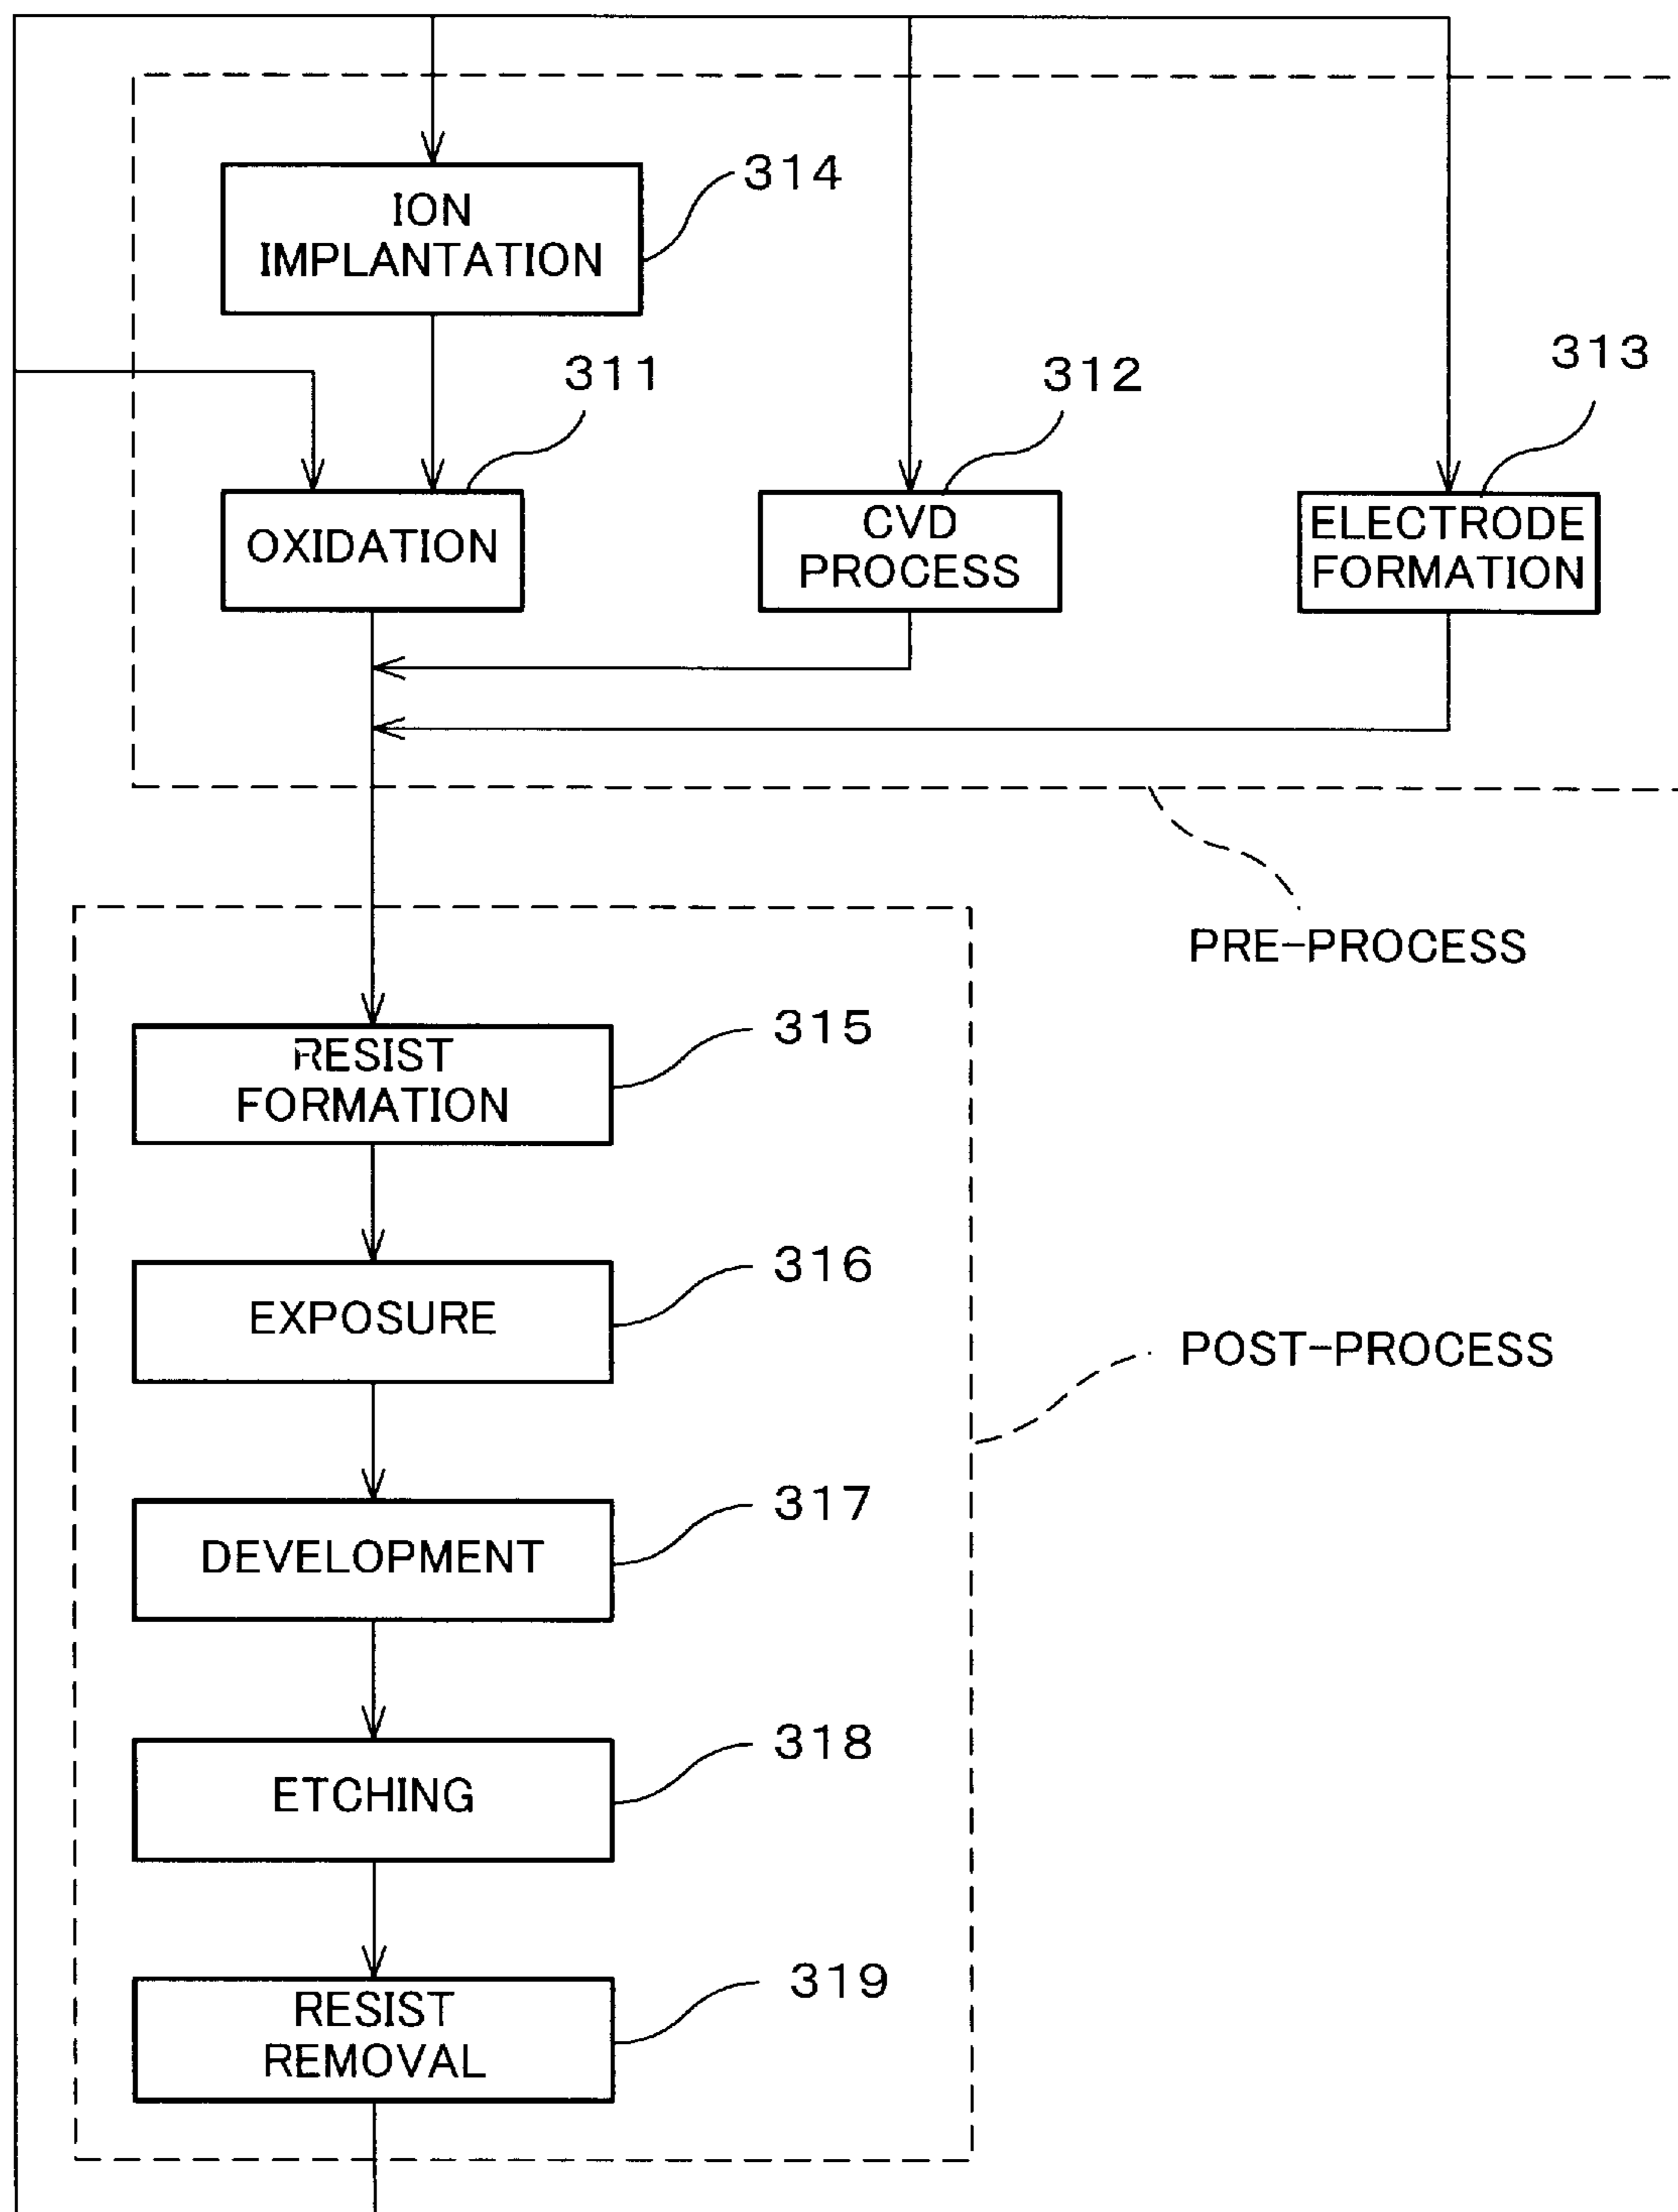 314
ION
IMPLANTATION
311
312
313
OXIDATION
CVD
PROCESS
ELECTRODE
FORMATION
PRE-PROCESS
315
RESIST
FORMATION
316
EXPOSURE
POST-PROCESS
317
DEVELOPMENT
318
ETCHING
319
RESIST
REMOVAL